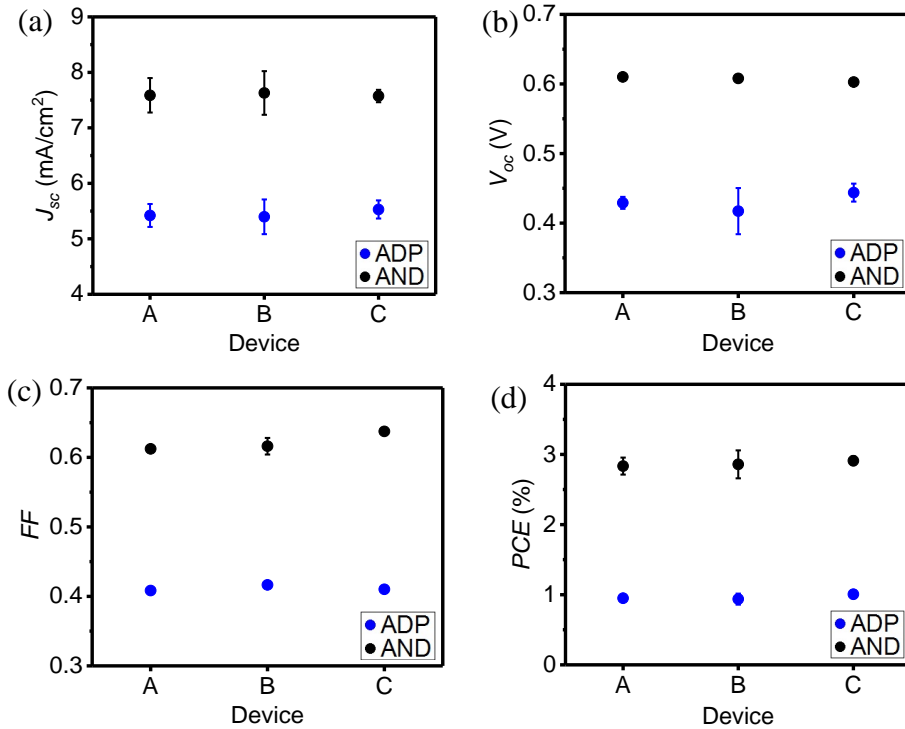 (a)
9
8
7
6
5
4
J_sc (mA/cm²)
A B C
Device
ADP
AND
(b)
0.7
0.6
0.5
0.4
0.3
V_oc (V)
A B C
Device
ADP
AND
(c)
0.7
0.6
0.5
0.4
0.3
FF
A B C
Device
ADP
AND
(d)
4
3
2
1
0
PCE (%)
A B C
Device
ADP
AND